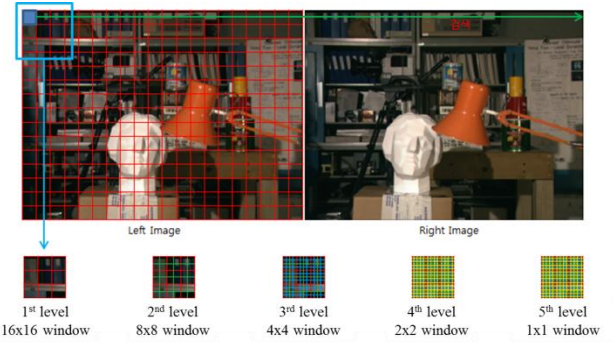 검색
Left Image
Right Image
1st level
16x16 window
2nd level
8x8 window
3rd level
4x4 window
4th level
2x2 window
5th level
1x1 window